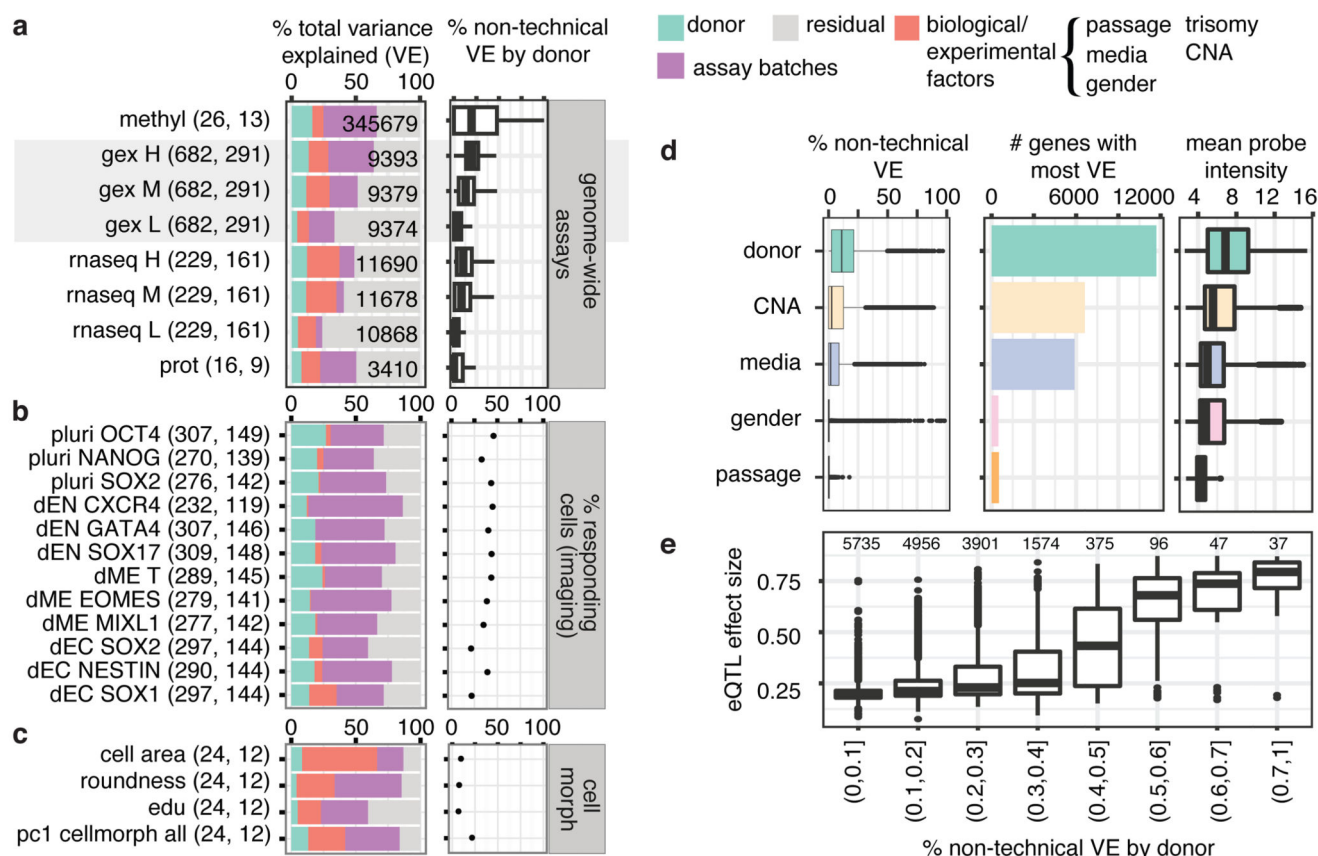 a
% total variance explained (VE)
% non-technical VE by donor
0 50 100
0 50 100
methyl (26, 13) 345679
gex H (682, 291) 9393
gex M (682, 291) 9379
gex L (682, 291) 9374
rnaseq H (229, 161) 11690
rnaseq M (229, 161) 11678
rnaseq L (229, 161) 10868
prot (16, 9) 3410
genome-wide
assays
b
0 50 100
0 50 100
pluri OCT4 (307, 149)
pluri NANOG (270, 139)
pluri SOX2 (276, 142)
dEN CXCR4 (232, 119)
dEN GATA4 (307, 146)
dEN SOX17 (309, 148)
dME T (289, 145)
dME EOMES (279, 141)
dME MIXL1 (277, 142)
dEC SOX2 (297, 144)
dEC NESTIN (290, 144)
dEC SOX1 (297, 144)
% responding
cells (imaging)
c
0 50 100
0 50 100
cell area (24, 12)
roundness (24, 12)
edu (24, 12)
pc1 cellmorph all (24, 12)
cell
morph
donor
residual
biological/
experimental
factors
assay batches
passage
media
gender
trisomy
CNA
d
% non-technical
VE
# genes with
most VE
mean probe
intensity
0 50 100
0 6000 12000
4 8 12 16
donor
CNA
media
gender
passage
e
5735 4956 3901 1574 375 96 47 37
eQTL effect size
0.75
0.50
0.25
(0,0.1]
(0.1,0.2]
(0.2,0.3]
(0.3,0.4]
(0.4,0.5]
(0.5,0.6]
(0.6,0.7]
(0.7,1]
% non-technical VE by donor